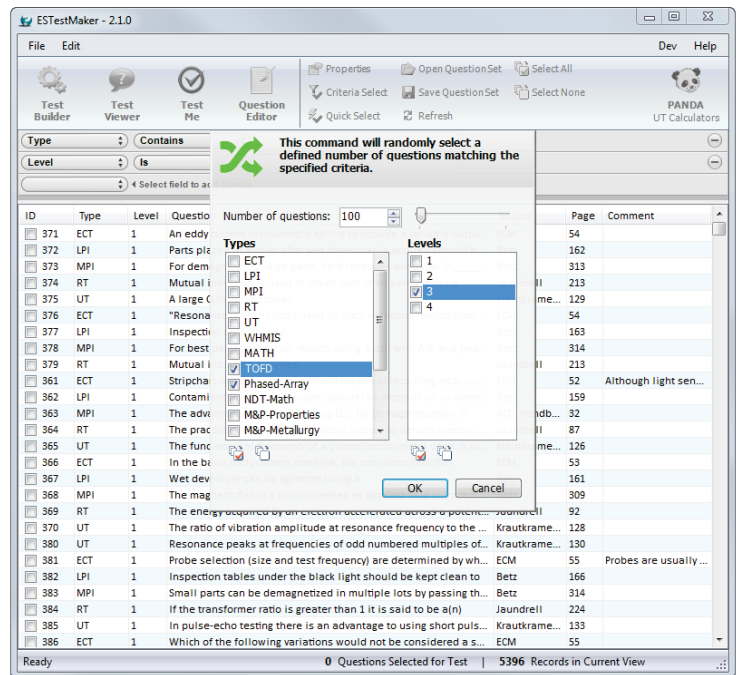 ESTestMaker - 2.1.0
File Edit Dev Help
Properties Open Question Set Select All
Criteria Select Save Question Set Select None
Quick Select Refresh
Test Builder
Test Viewer
Test Me
Question Editor
PANDA
UT Calculators
Type Contains
Level Is
Select field to
This command will randomly select a
defined number of questions matching the
specified criteria.
Number of questions: 100
Types
ECT
LPI
MPI
RT
UT
WHMIS
MATH
TOFD
Phased-Array
NDT-Math
M&P-Properties
M&P-Metallurgy
Levels
1
2
3
4
OK Cancel
ID Type Level Questio Page Comment
371 ECT 1 An eddy 54
372 LPI 1 Parts pla 162
373 MPI 1 For dem 313
374 RT 1 Mutual i 213
375 UT 1 A large 129
376 ECT 1 "Resona 54
377 LPI 1 Inspecti 163
378 MPI 1 For best 314
379 RT 1 Mutual i 213
361 ECT 1 Stripchar 52 Although light sen...
362 LPI 1 Contami 159
363 MPI 1 The adva 32
364 RT 1 The prac 87
365 UT 1 The func 126
366 ECT 1 In the ba 53
367 LPI 1 Wet dev 161
368 MPI 1 The mag 309
369 RT 1 The energy acquired by an electron accelerated across a potent... Jaundrell 92
370 UT 1 The ratio of vibration amplitude at resonance frequency to the ... Krautkrame... 128
380 UT 1 Resonance peaks at frequencies of odd numbered multiples of... Krautkrame... 130
381 ECT 1 Probe selection (size and test frequency) are determined by wh... ECM 55 Probes are usually ...
382 LPI 1 Inspection tables under the black light should be kept clean to Betz 166
383 MPI 1 Small parts can be demagnetized in multiple lots by passing th... Betz 314
384 RT 1 If the transformer ratio is greater than 1 it is said to be a(n) Jaundrell 224
385 UT 1 In pulse-echo testing there is an advantage to using short puls... Krautkrame... 133
386 ECT 1 Which of the following variations would not be considered a s... ECM 55
Ready 0 Questions Selected for Test | 5396 Records in Current View